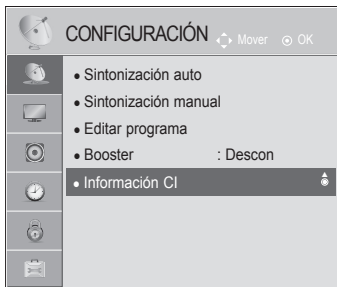 CONFIGURACIÓN Mover OK
• Sintonización auto
• Sintonización manual
• Editar programa
• Booster : Descon
• Información CI